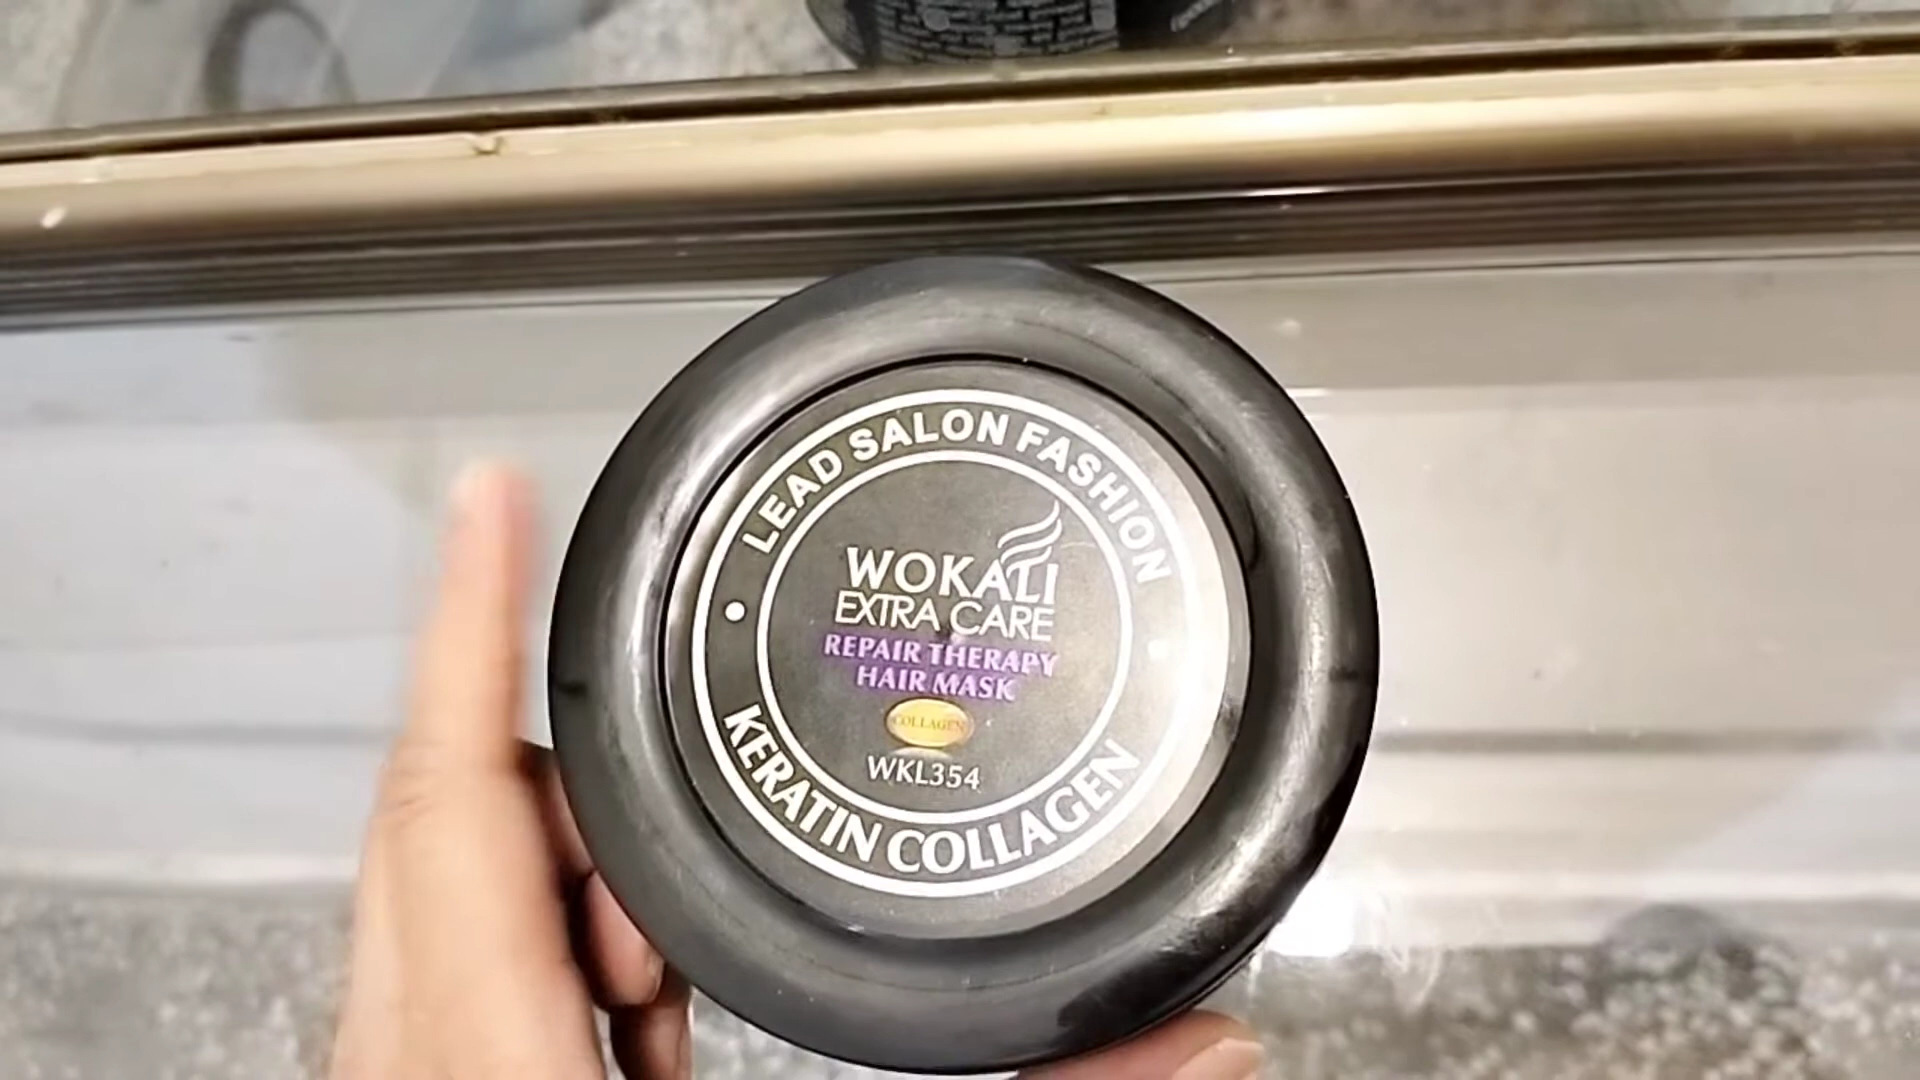 LEAD SALON FASHION
WOKALI
EXTRA CARE
REPAIR THERAPY
HAIR MASK
COLLAGEN
WKL354
KERATIN COLLAGEN